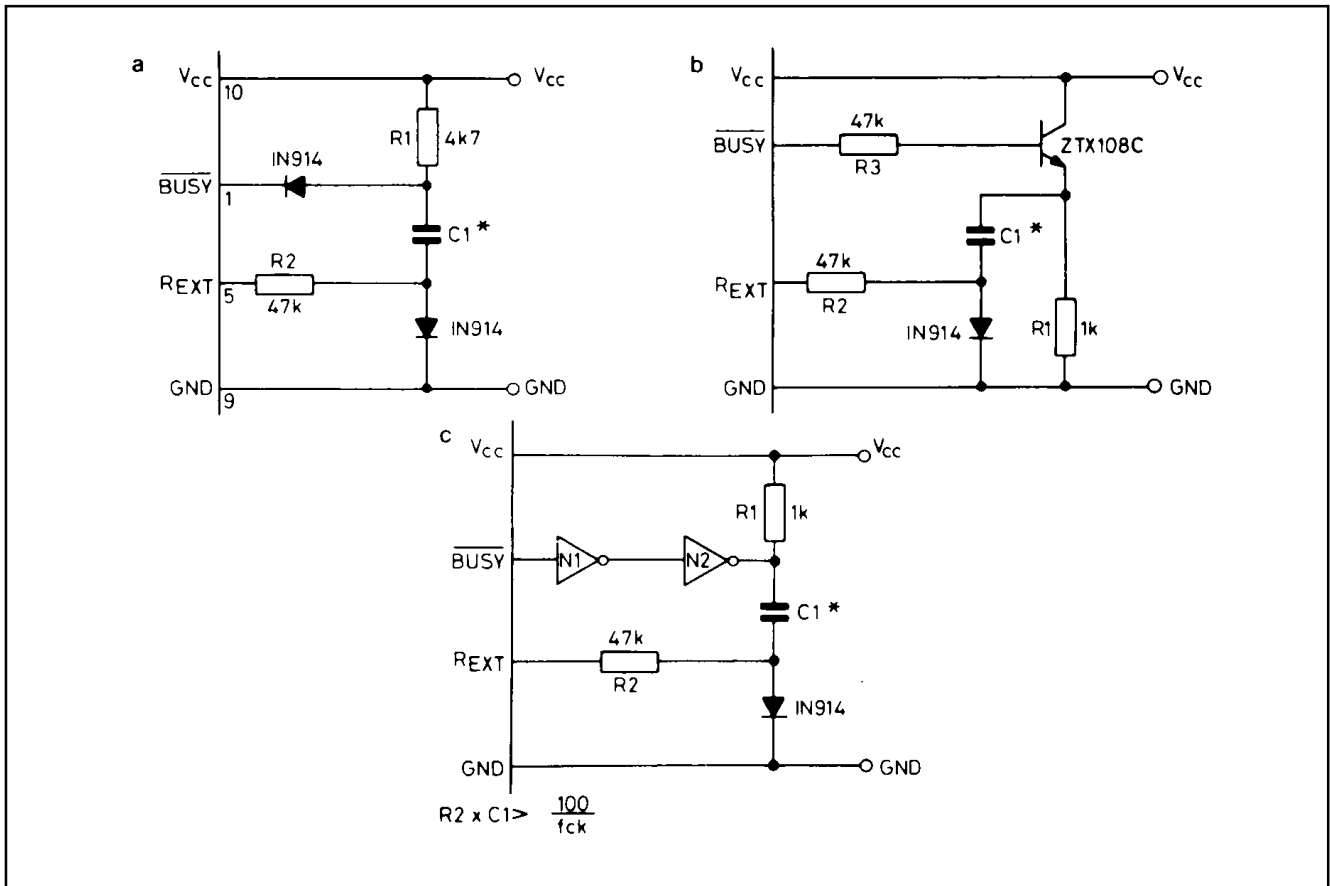 a
Vcc
10
Vcc
R1
4k7
IN914
BUSY
1
C1 *
R2
REXT
5
47k
IN914
GND
9
GND
b
Vcc
Vcc
47k
BUSY
ZTX108C
R3
C1 *
47k
REXT
R2
IN914
R1
1k
GND
GND
c
Vcc
Vcc
R1
1k
BUSY
N1
N2
C1 *
47k
REXT
R2
IN914
GND
GND
R2 x C1 > 100
fck